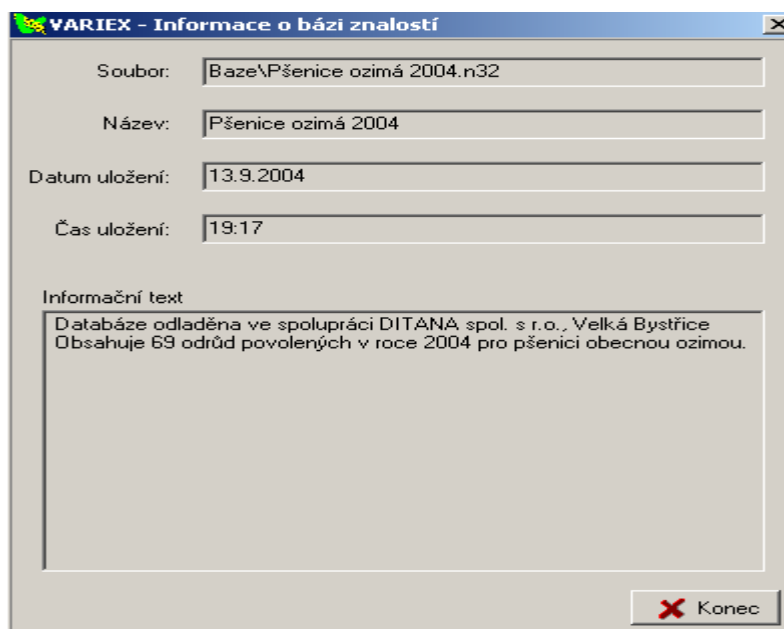 VARIEX - Informace o bázi znalostí
Soubor: Baze\Pšenice ozimá 2004.n32
Název: Pšenice ozimá 2004
Datum uložení: 13.9.2004
Čas uložení: 19:17
Informační text
Databáze odladěna ve spolupráci DITANA spol. s r.o., Velká Bystřice
Obsahuje 69 odrůd povolených v roce 2004 pro pšenici obecnou ozimou.
Konec